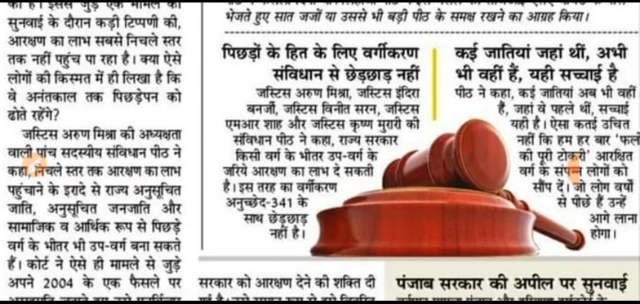 सुनवाई के दौरान कड़ी टिप्पणी की,
आरक्षण का लाभ सबसे निचले स्तर
तक नहीं पहुंच पा रहा है। क्या ऐसे
लोगों की किस्मत में ही लिखा है कि
वे अनंतकाल तक पिछड़ेपन को
ढोते रहेंगे?
जस्टिस अरुण मिश्रा की अध्यक्षता
वाली पांच सदस्यीय संविधान पीठ ने
कहा, निचले स्तर तक आरक्षण का लाभ
पहुंचाने के इरादे से राज्य अनुसूचित
जाति, अनुसूचित जनजाति और
सामाजिक व आर्थिक रूप से पिछड़े
वर्ग के भीतर भी उप-वर्ग बना सकते
हैं। कोर्ट ने ऐसे ही मामले से जुड़े
अपने 2004 के एक फैसले पर
भेजते हुए सात जजों या उससे भी बड़ी पीठ के समक्ष रखने का आग्रह किया।
पिछड़ों के हित के लिए वर्गीकरण
संविधान से छेड़छाड़ नहीं
जस्टिस अरुण मिश्रा, जस्टिस इंदिरा
बनर्जी, जस्टिस विनीत सरन, जस्टिस
एमआर शाह और जस्टिस कृष्ण मुरारी की
संविधान पीठ ने कहा, राज्य सरकार
किसी वर्ग के भीतर उप-वर्ग के
जरिये आरक्षण का लाभ दे सकती
है। इस तरह का वर्गीकरण
अनुच्छेद-341 के
साथ छेड़छाड़
नहीं है।
कई जातियां जहां थीं, अभी
भी वहीं हैं, यही सच्चाई है
पीठ ने कहा, कई जातियां अब भी वहीं
हैं, जहां वे पहले थीं, सच्चाई
यही है। ऐसा कतई उचित
नहीं कि हम हर बार 'फल
की पूरी टोकरी' आरक्षित
वर्ग के संपन्न लोगों को
सौंप दें। जो लोग वर्षों
से पीछे हैं उन्हें
आगे लाना
होगा।
सरकार को आरक्षण देने की शक्ति दी
पंजाब सरकार की अपील पर सुनवाई